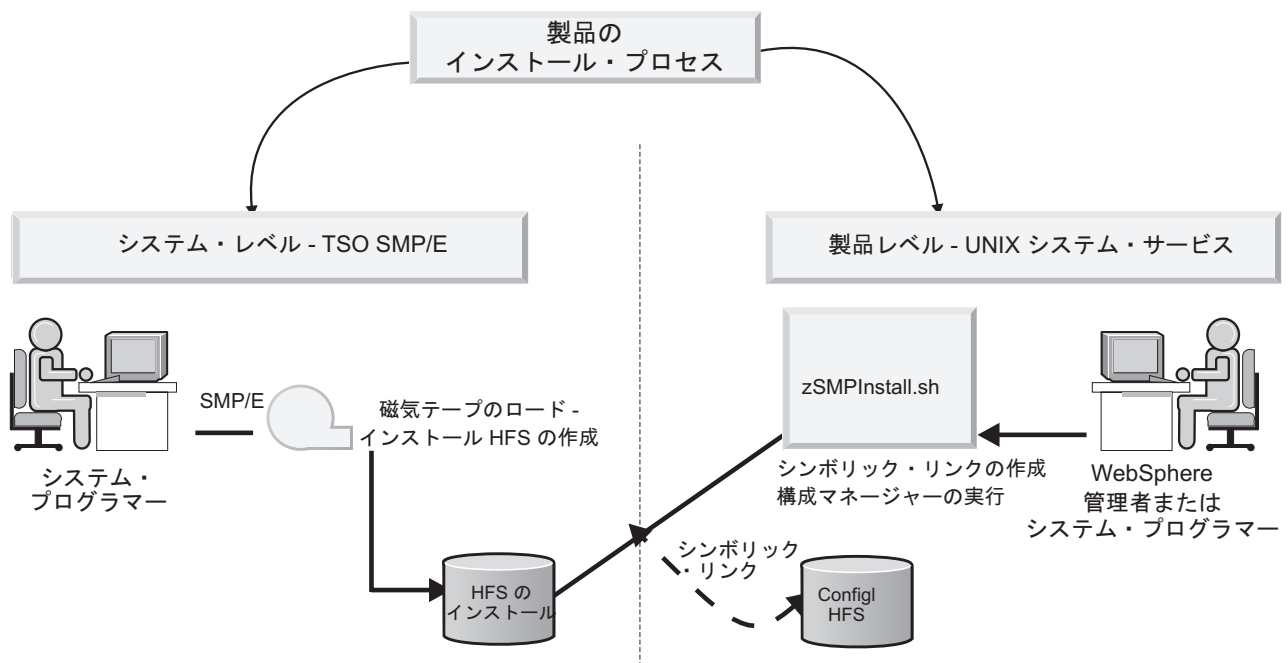 製品の
インストール・プロセス
システム・レベル - TSO SMP/E
製品レベル - UNIX システム・サービス
SMP/E
磁気テープのロード -
インストール HFS の作成
システム・
プログラマー
zSMPInstall.sh
シンボリック・リンクの作成
構成マネージャーの実行
WebSphere
管理者または
システム・プログラマー
HFS の
インストール
シンボリック
・リンク
Configl
HFS